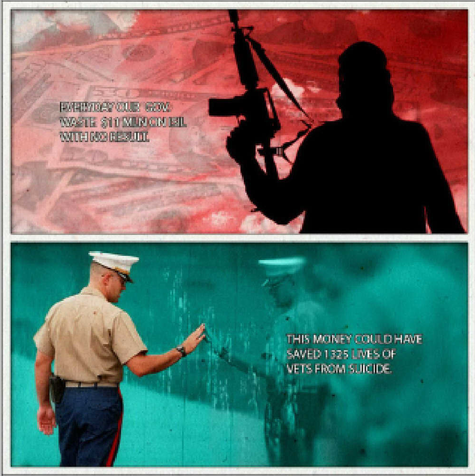 EVERYDAY OUR GOV.
WASTE $11 MLN ON ISIL
WITH NO RESULT.
THIS MONEY COULD HAVE
SAVED 1325 LIVES OF
VETS FROM SUICIDE.